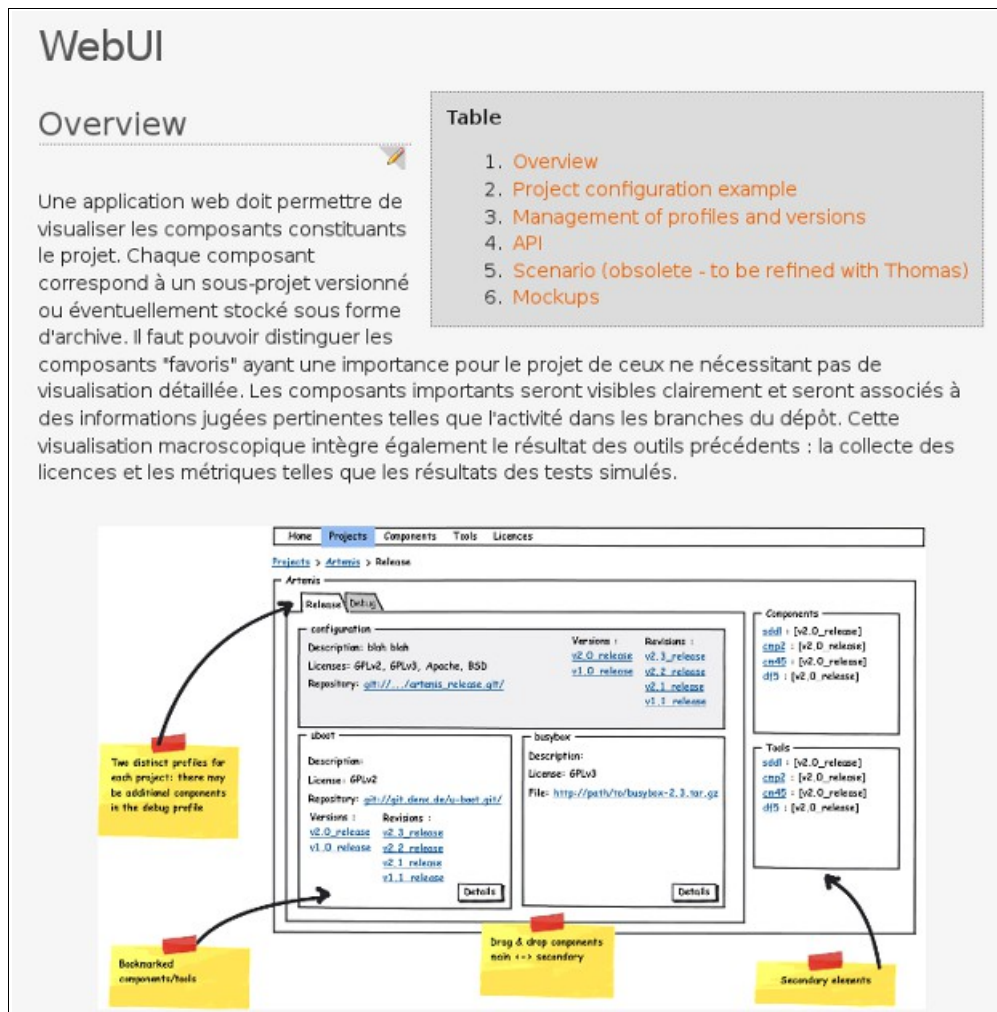 WebUI
Overview
Table
1. Overview
2. Project configuration example
3. Management of profiles and versions
4. API
5. Scenario (obsolete - to be refined with Thomas)
6. Mockups
Une application web doit permettre de
visualiser les composants constituants
le projet. Chaque composant
correspond à un sous-projet versionné
ou éventuellement stocké sous forme
d'archive. Il faut pouvoir distinguer les
composants "favoris" ayant une importance pour le projet de ceux ne nécessitant pas de
visualisation détaillée. Les composants importants seront visibles clairement et seront associés à
des informations jugées pertinentes telles que l'activité dans les branches du dépôt. Cette
visualisation macroscopique intègre également le résultat des outils précédents : la collecte des
licences et les métriques telles que les résultats des tests simulés.
Home Projects Components Tools Licences
Projects > Artemis > Release
Artemis
Release Debug
configuration
Description: blah blah
Licenses: GPLv2, GPLv3, Apache, BSD
Repository: git://.../artemis_release.git/
Versions :
v2.0_release
v1.0_release
Revisions :
v2.3_release
v2.2_release
v2.1_release
v1.1_release
uboot
Description:
License: GPLv2
Repository: git://git.denx.de/u-boot.git/
Versions :
v2.0_release
v1.0_release
Revisions :
v2.3_release
v2.2_release
v2.1_release
v1.1_release
Details
busybox
Description:
License: GPLv3
File: http://path/to/busybox-2.3.tar.gz
Details
Components
sddl : [v2.0_release]
cmp2 : [v2.0_release]
cn45 : [v2.0_release]
df5 : [v2.0_release]
Tools
sddl : [v2.0_release]
cmp2 : [v2.0_release]
cn45 : [v2.0_release]
df5 : [v2.0_release]
Two distinct profiles for
each project: there may
be additional components
in the debug profile
Bookmarked
components/tools
Drag & drop components
main <-> secondary
Secondary elements